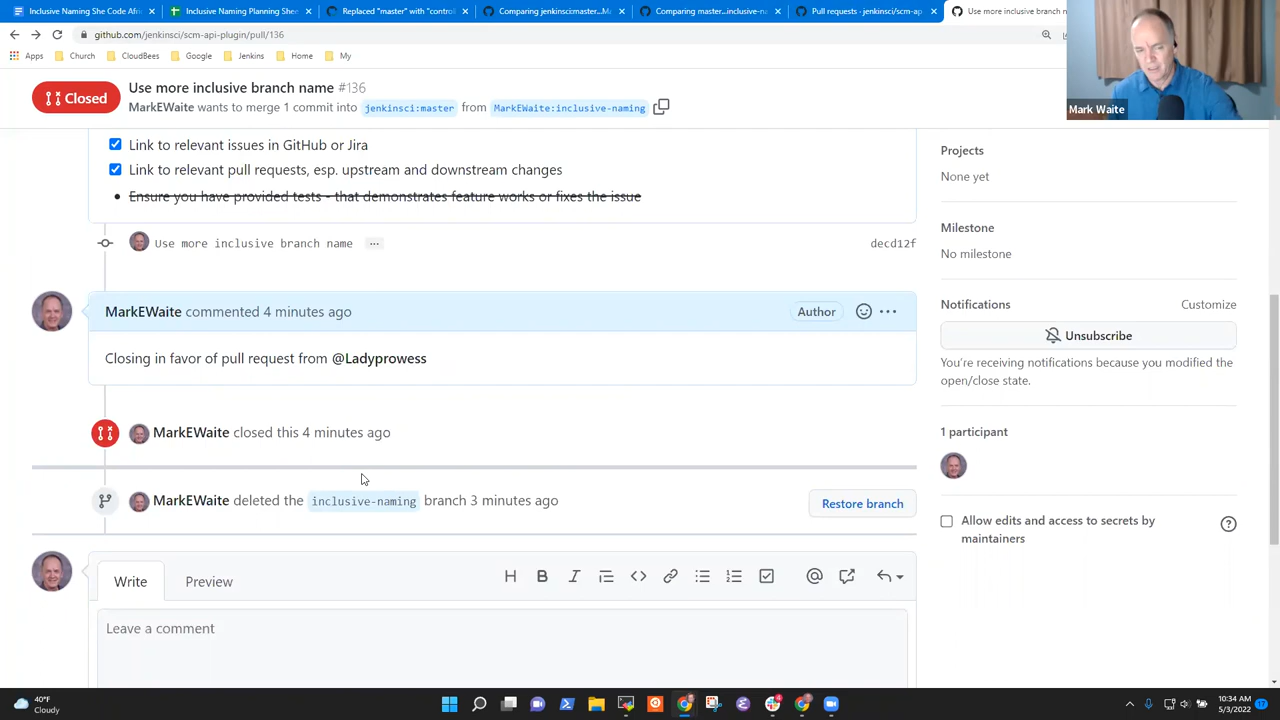 Inclusive Naming She Code Afri
Inclusive Naming Planning Shee
Replaced "master" with "contro
Comparing jenkinsci:master...M
Comparing master...inclusive-n
Pull requests · jenkinsci/scm-ap
Use more inclusive branch n
github.com/jenkinsci/scm-api-plugin/pull/136
Apps
Church
CloudBees
Google
Jenkins
Home
My
Mark Waite
Closed
Use more inclusive branch name #136
MarkEWaite wants to merge 1 commit into jenkinsci:master from MarkEWaite:inclusive-naming
Link to relevant issues in GitHub or Jira
Link to relevant pull requests, esp. upstream and downstream changes
Ensure you have provided tests - that demonstrates feature works or fixes the issue
Use more inclusive branch name ... decd12f
MarkEWaite commented 4 minutes ago
Author
Closing in favor of pull request from @Ladyprowess
MarkEWaite closed this 4 minutes ago
MarkEWaite deleted the inclusive-naming branch 3 minutes ago
Restore branch
Write
Preview
Leave a comment
Projects
None yet
Milestone
No milestone
Notifications
Customize
Unsubscribe
You're receiving notifications because you modified the
open/close state.
1 participant
Allow edits and access to secrets by
maintainers
40°F
Cloudy
10:34 AM
5/3/2022